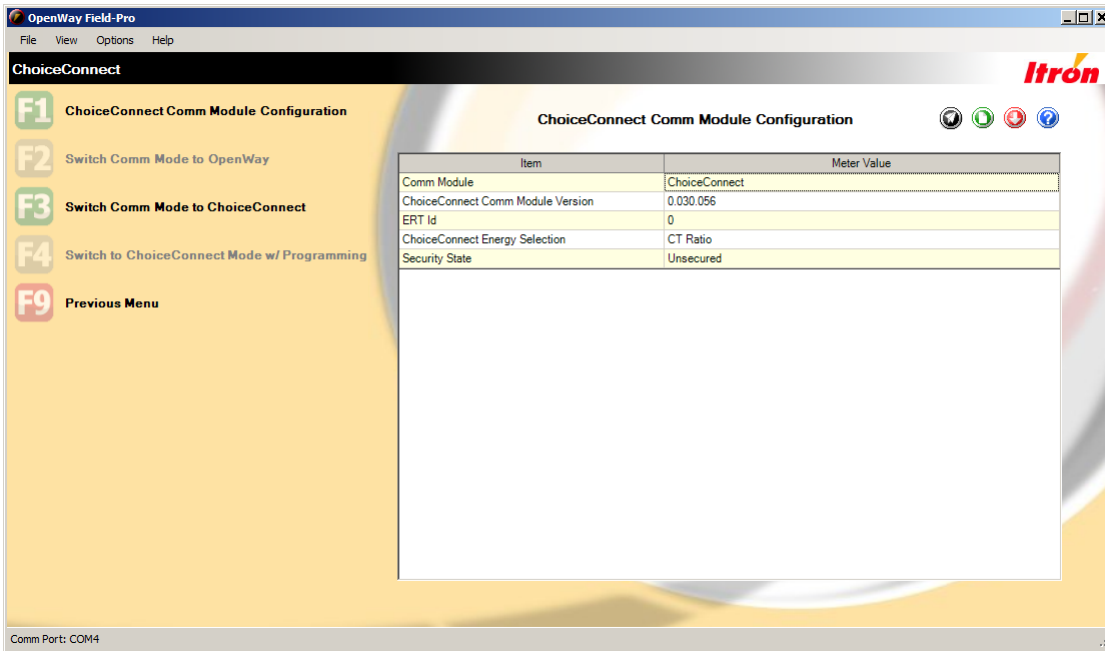 OpenWay Field-Pro
File View Options Help
ChoiceConnect
Itron
F1 ChoiceConnect Comm Module Configuration
F2 Switch Comm Mode to OpenWay
F3 Switch Comm Mode to ChoiceConnect
F4 Switch to ChoiceConnect Mode w/ Programming
F9 Previous Menu
ChoiceConnect Comm Module Configuration
?
Item Meter Value
Comm Module ChoiceConnect
ChoiceConnect Comm Module Version 0.030.056
ERT Id 0
ChoiceConnect Energy Selection CT Ratio
Security State Unsecured
Comm Port: COM4